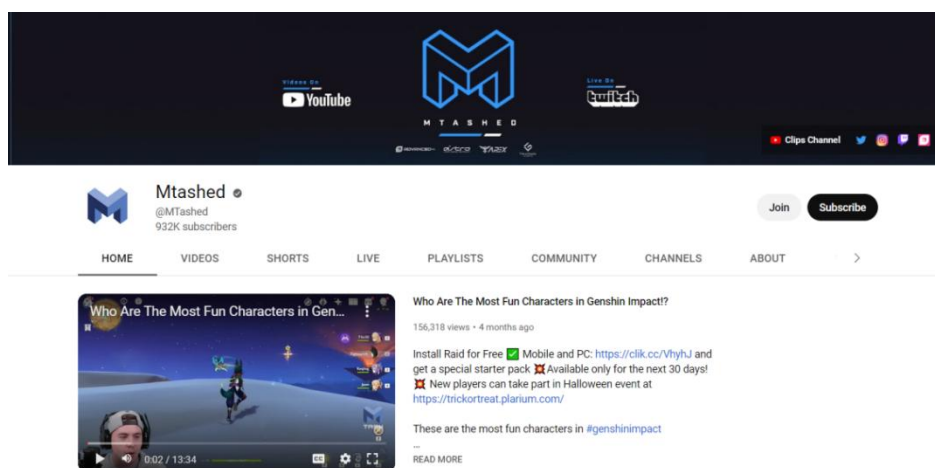 Videos On
YouTube
Live On
twitch
MTASHED
Clips Channel
Mtashed
@MTashed
932K subscribers
Join
Subscribe
HOME
VIDEOS
SHORTS
LIVE
PLAYLISTS
COMMUNITY
CHANNELS
ABOUT
Who Are The Most Fun Characters in Gen...
0:02 / 13:34
Who Are The Most Fun Characters in Genshin Impact!?
156,318 views • 4 months ago
Install Raid for Free ✅ Mobile and PC: https://clik.cc/VhyhJ and
get a special starter pack 💥 Available only for the next 30 days!
💥 New players can take part in Halloween event at
https://trickortreat.plarium.com/
These are the most fun characters in #genshinimpact
...
READ MORE